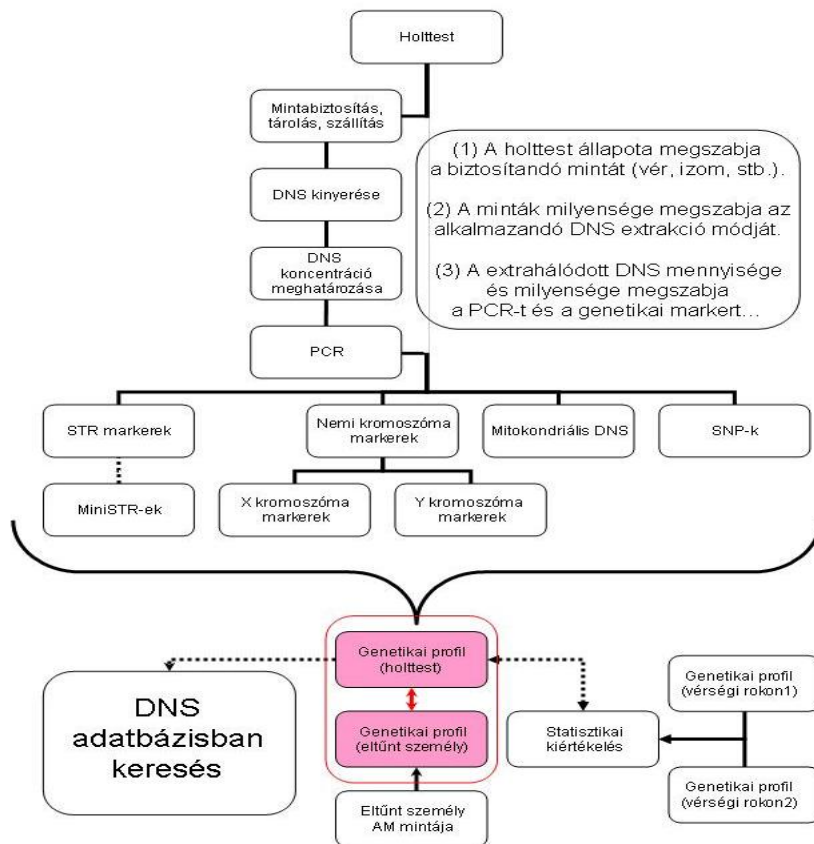 Holttest
Mintabiztosítás,
tárolás, szállítás
(1) A holttest állapota megszabja
a biztosítandó mintát (vér, izom, stb.).
(2) A minták milyensége megszabja az
alkalmazandó DNS extrakció módját.
(3) A extrahálódott DNS mennyisége
és milyensége megszabja
a PCR-t és a genetikai markert...
DNS kinyerése
DNS
koncentráció
meghatározása
PCR
STR markerek
Nemi kromoszóma
markerek
Mitokondriális DNS
SNP-k
MiniSTR-ek
X kromoszóma
markerek
Y kromoszóma
markerek
Genetikai profil
(holttest)
Genetikai profil
(eltűnt személy)
Eltűnt személy
AM mintája
DNS
adatbázisban
keresés
Statisztikai
kiértékelés
Genetikai profil
(vérségi rokon1)
Genetikai profil
(vérségi rokon2)